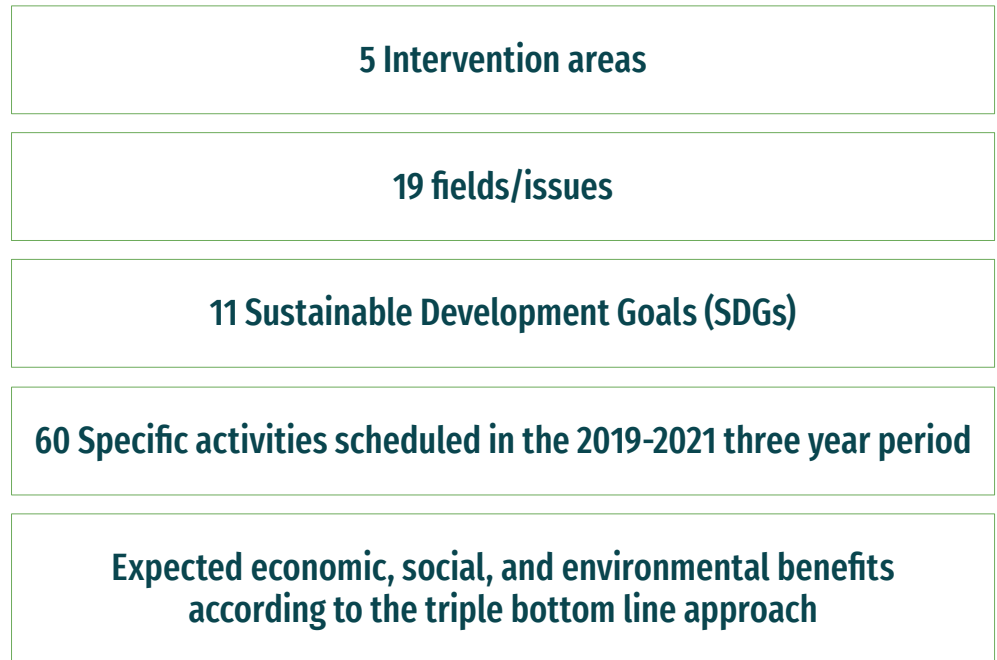 5 Intervention areas
19 fields/issues
11 Sustainable Development Goals (SDGs)
60 Specific activities scheduled in the 2019-2021 three year period
Expected economic, social, and environmental benefits
according to the triple bottom line approach